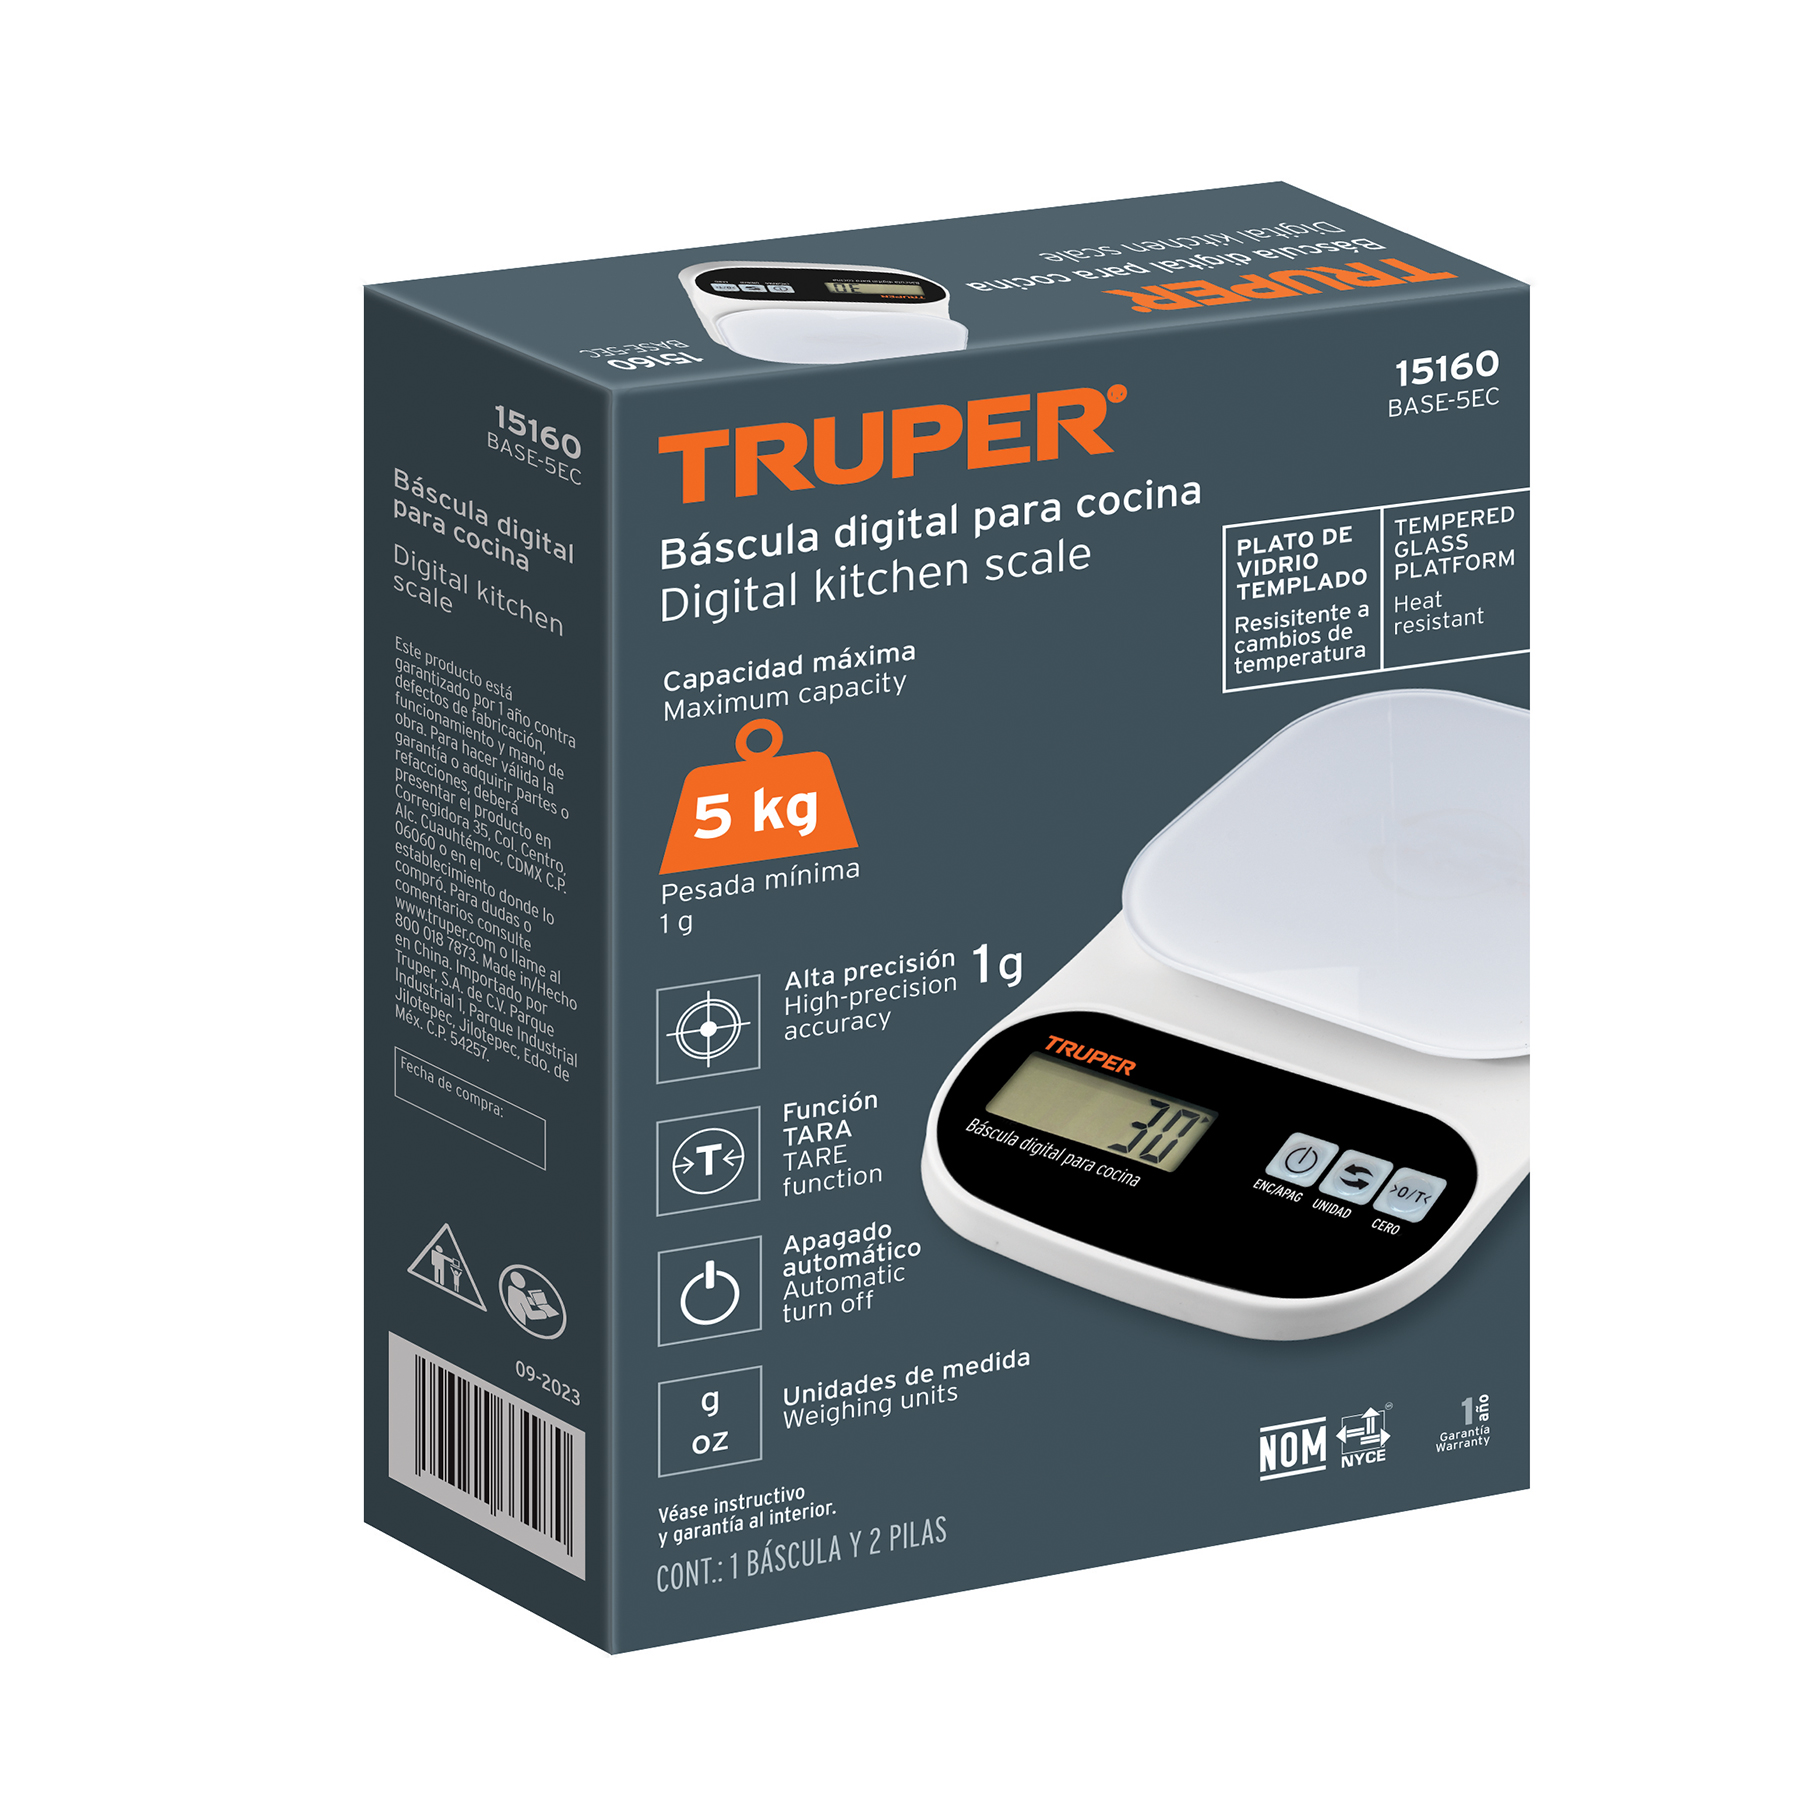 TRUPER
Báscula digital para cocina
Digital kitchen scale
15160
BASE-5EC
15160
BASE-5EC
Báscula digital
para cocina
Digital kitchen
scale
Este producto está
garantizado por 1 año contra
defectos de fabricación,
funcionamiento y mano de
obra. Para hacer válida la
garantía o adquirir partes o
refacciones, deberá
presentar el producto en
Corregidora 35, Col. Centro,
Alc. Cuauhtémoc, CDMX C.P.
06060 o en el
establecimiento donde lo
compró. Para dudas o
comentarios consulte
www.truper.com o llame al
800 018 7873. Made in/Hecho
en China. Importado por
Truper, S.A. de C.V. Parque
Industrial 1, Parque Industrial
Jilotepec, Jilotepec, Edo. de
Méx. C.P. 54257.
Fecha de compra:
09-2023
TRUPER
Báscula digital para cocina
Digital kitchen scale
15160
BASE-5EC
PLATO DE
VIDRIO
TEMPLADO
Resisitente a
cambios de
temperatura
TEMPERED
GLASS
PLATFORM
Heat
resistant
Capacidad máxima
Maximum capacity
5 kg
Pesada mínima
1 g
Alta precisión
High-precision
accuracy
1 g
T
Función
TARA
TARE
function
Apagado
automático
Automatic
turn off
g
oz
Unidades de medida
Weighing units
Véase instructivo
y garantía al interior.
CONT.: 1 BÁSCULA Y 2 PILAS
TRUPER
30
Báscula digital para cocina
ENC/APAG
UNIDAD
>0/T<
CERO
NOM
NYCE
1 año
Garantía
Warranty